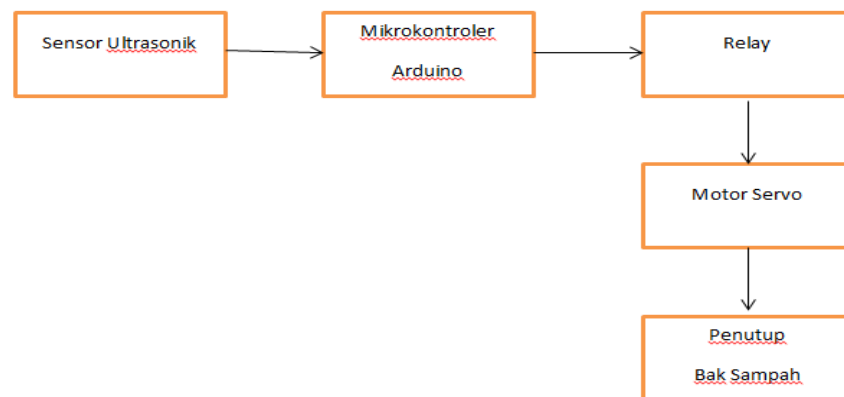 Sensor Ultrasonik
Mikrokontroler
Arduino
Relay
Motor Servo
Penutup
Bak Sampah